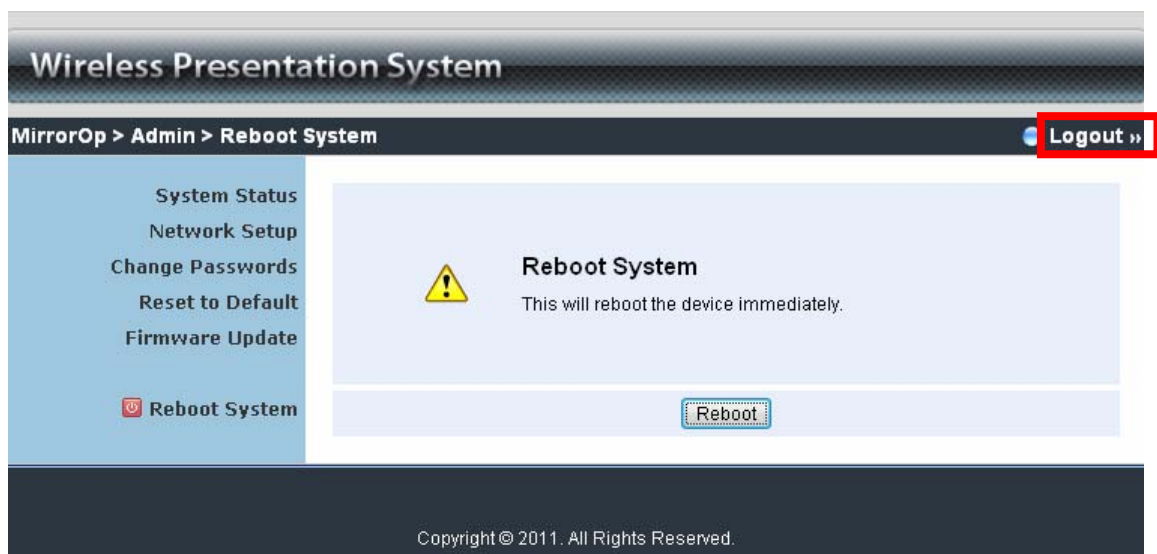 Wireless Presentation System
MirrorOp > Admin > Reboot System
Logout »
System Status
Network Setup
Change Passwords
Reset to Default
Firmware Update
Reboot System
Reboot System
This will reboot the device immediately.
Reboot
Copyright © 2011. All Rights Reserved.